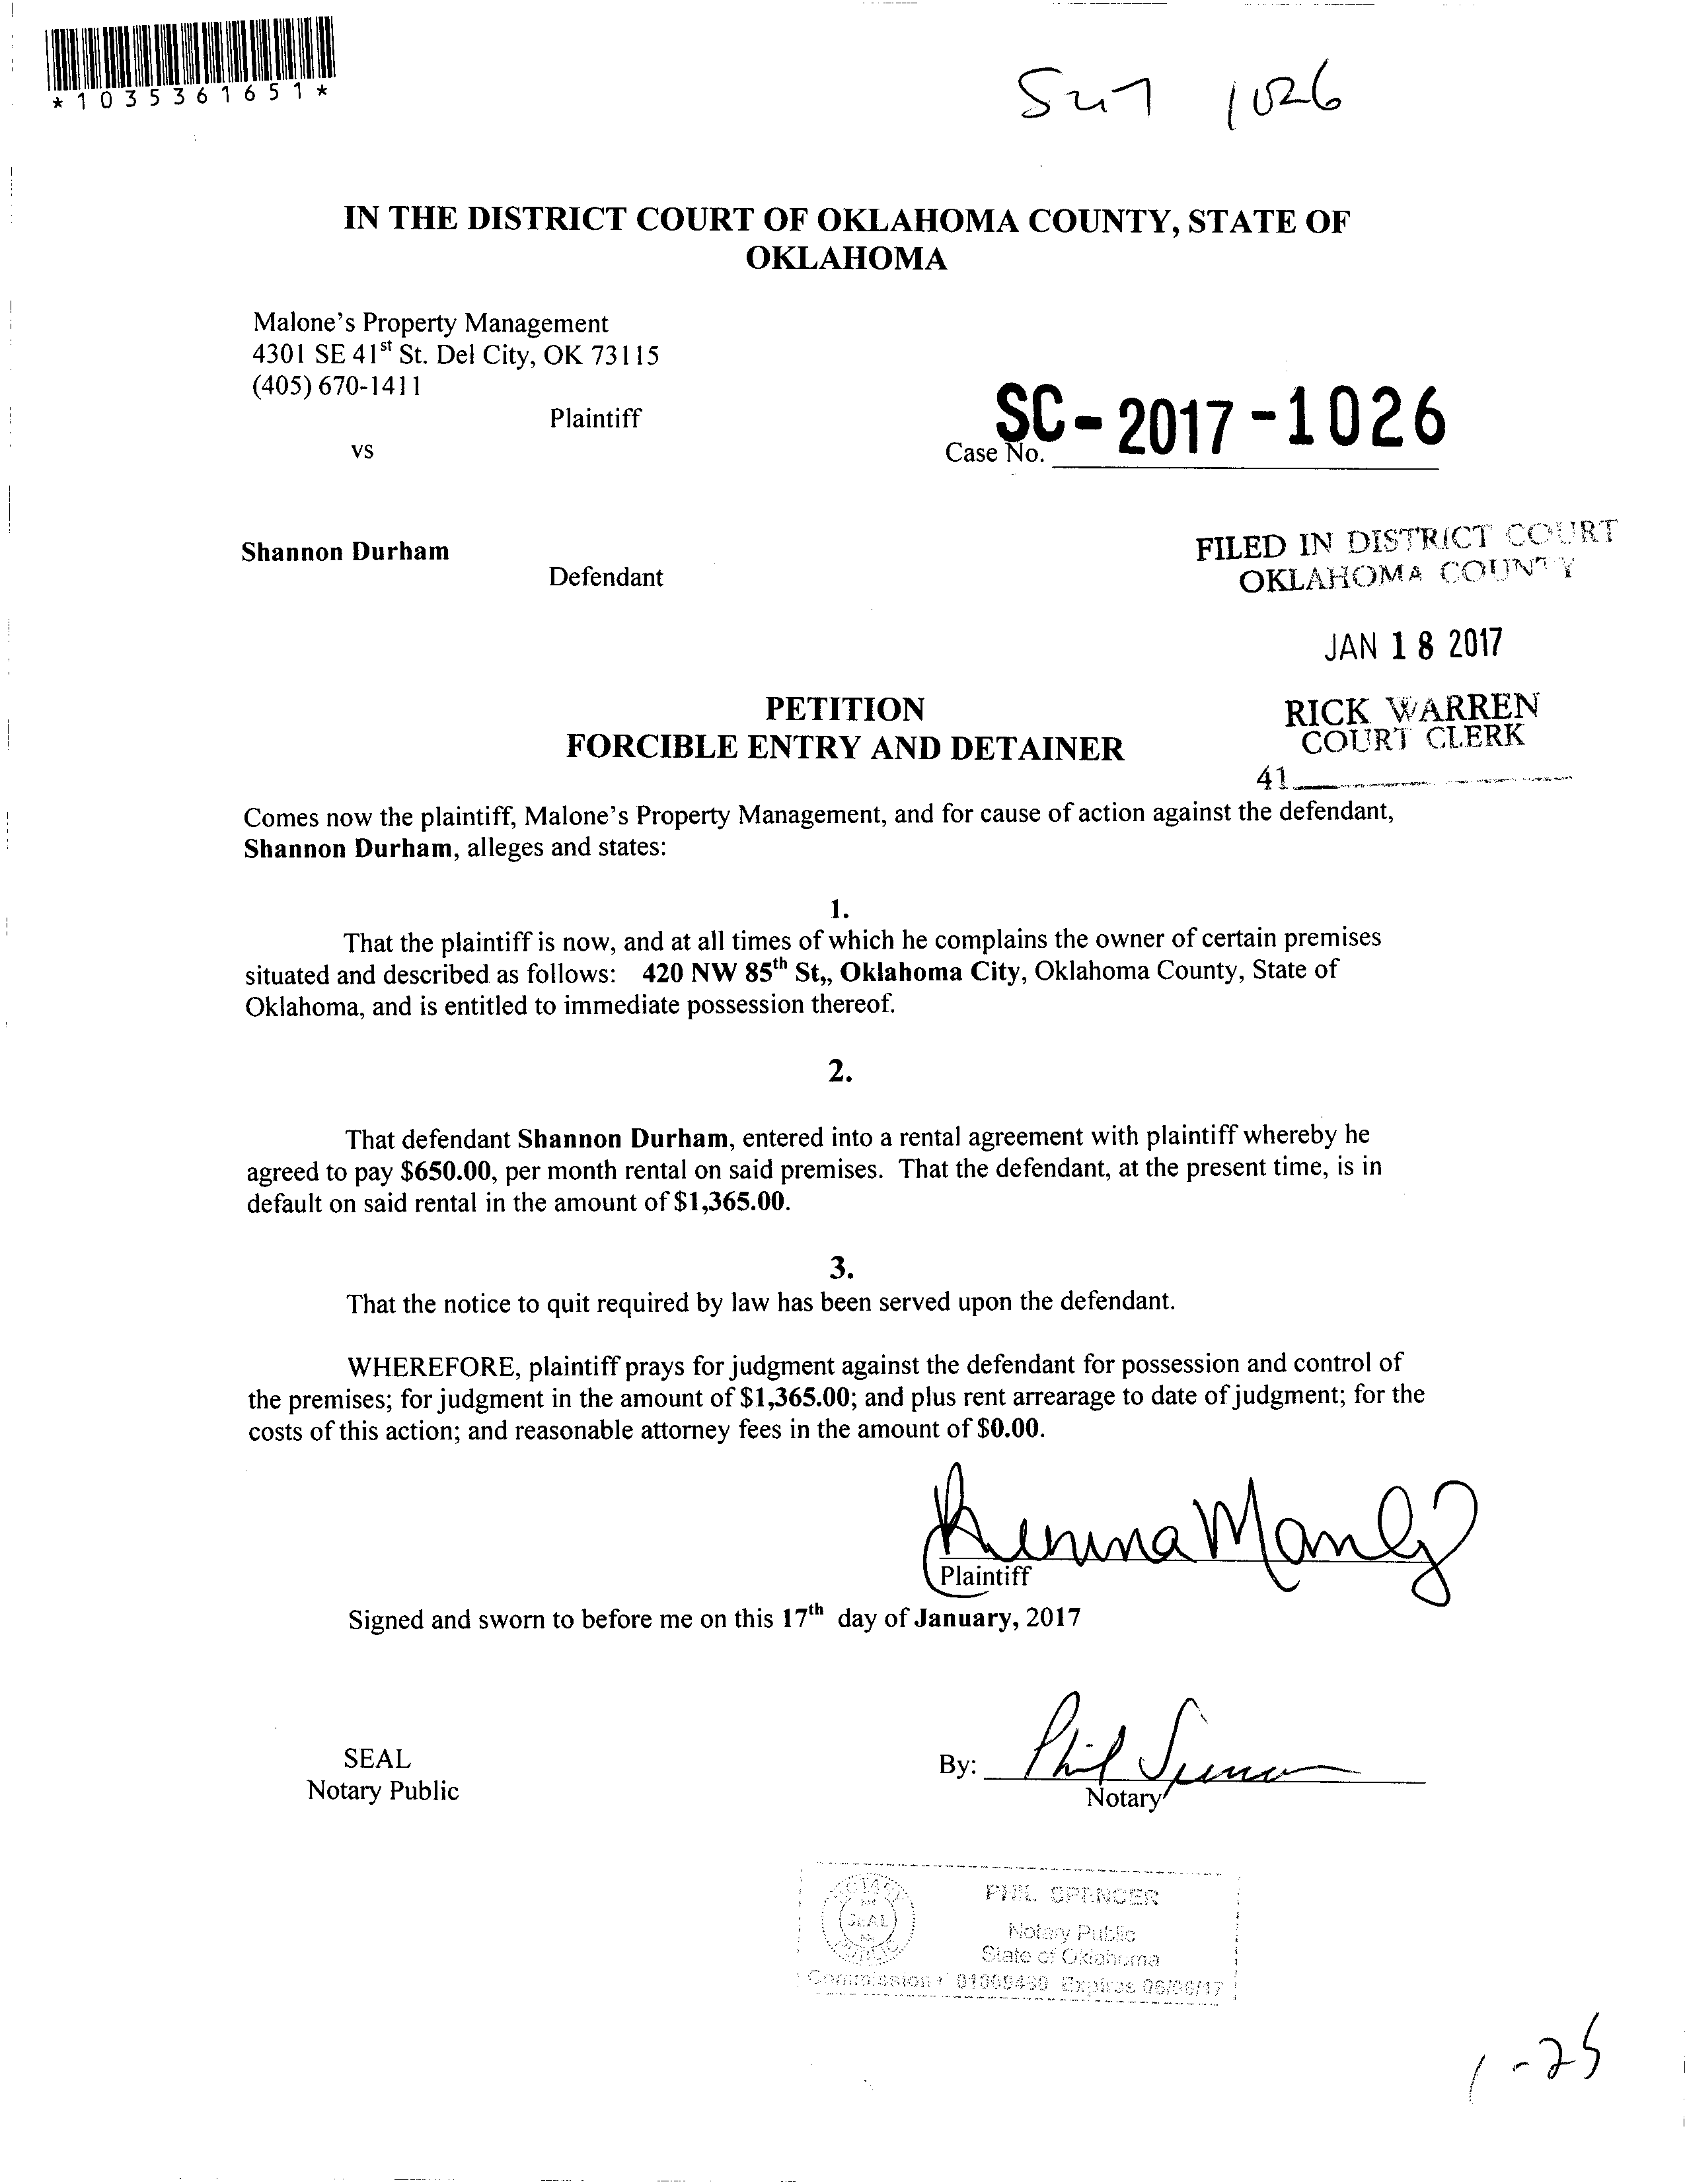 *1035361651*
1026
IN THE DISTRICT COURT OF OKLAHOMA COUNTY, STATE OF
OKLAHOMA
Malone's Property Management
4301 SE 41st St. Del City, OK 73115
(405) 670-1411
Plaintiff
vs
Case No. SC-2017-1026
Shannon Durham
Defendant
FILED IN DISTRICT COURT
OKLAHOMA COUNTY
JAN 18 2017
RICK WARREN
COURT CLERK
41
PETITION
FORCIBLE ENTRY AND DETAINER
Comes now the plaintiff, Malone's Property Management, and for cause of action against the defendant,
Shannon Durham, alleges and states:
1.
That the plaintiff is now, and at all times of which he complains the owner of certain premises
situated and described as follows: 420 NW 85th St,, Oklahoma City, Oklahoma County, State of
Oklahoma, and is entitled to immediate possession thereof.
2.
That defendant Shannon Durham, entered into a rental agreement with plaintiff whereby he
agreed to pay $650.00, per month rental on said premises. That the defendant, at the present time, is in
default on said rental in the amount of $1,365.00.
3.
That the notice to quit required by law has been served upon the defendant.
WHEREFORE, plaintiff prays for judgment against the defendant for possession and control of
the premises; for judgment in the amount of $1,365.00; and plus rent arrearage to date of judgment; for the
costs of this action; and reasonable attorney fees in the amount of $0.00.
Plaintiff
Signed and sworn to before me on this 17th day of January, 2017
SEAL
Notary Public
By: Phil Spencer
Notary
SEAL
PHIL SPENCER
Notary Public
State of Oklahoma
Commission # Expires 06/06/17
1-25